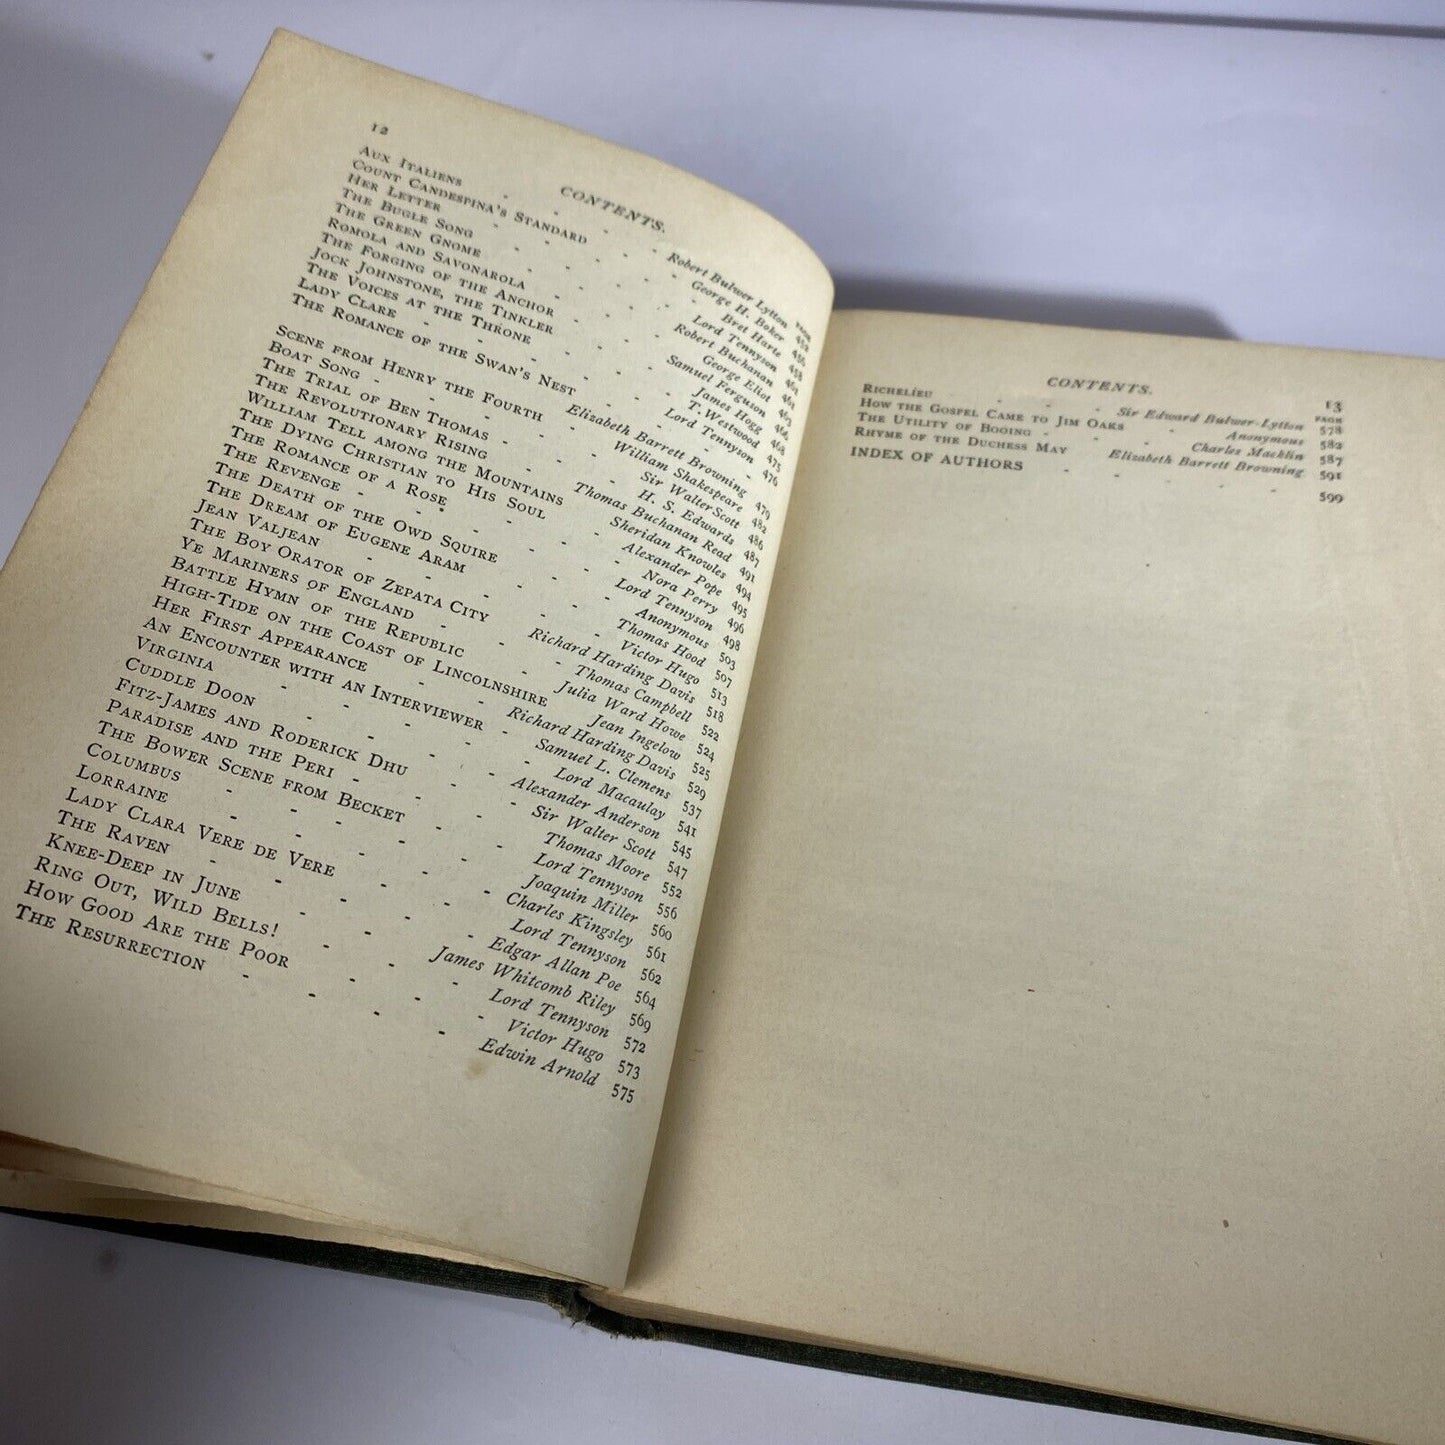 12
CONTENTS.
PAGE
AUX ITALIENS - - - Robert Bulwer Lytton 452
COUNT CANDESPINA'S STANDARD - - George H. Boker 456
HER LETTER - - - Bret Harte 458
THE BUGLE SONG - - - Lord Tennyson
THE GREEN GNOME - - - Robert Buchanan 461
ROMOLA AND SAVONAROLA - - - George Eliot 463
THE FORGING OF THE ANCHOR - - Samuel Ferguson 466
JOCK JOHNSTONE, THE TINKLER - - James Hogg 468
THE VOICES AT THE THRONE - - T. Westwood 475
LADY CLARE - - - Lord Tennyson 476
THE ROMANCE OF THE SWAN'S NEST - Elizabeth Barrett Browning 479
SCENE FROM HENRY THE FOURTH - William Shakespeare 482
BOAT SONG - - - Sir Walter Scott 486
THE TRIAL OF BEN THOMAS - - H. S. Edwards 487
THE REVOLUTIONARY RISING - Thomas Buchanan Read 491
WILLIAM TELL AMONG THE MOUNTAINS - Sheridan Knowles 494
THE DYING CHRISTIAN TO HIS SOUL - Alexander Pope 495
THE ROMANCE OF A ROSE - - - Nora Perry 496
THE REVENGE - - - Lord Tennyson 498
THE DEATH OF THE OWD SQUIRE - - Anonymous 503
THE DREAM OF EUGENE ARAM - - Thomas Hood 507
JEAN VALJEAN - - - Victor Hugo 513
THE BOY ORATOR OF ZEPATA CITY - Richard Harding Davis 518
YE MARINERS OF ENGLAND - - Thomas Campbell 522
BATTLE HYMN OF THE REPUBLIC - Julia Ward Howe 524
HIGH-TIDE ON THE COAST OF LINCOLNSHIRE Jean Ingelow 525
HER FIRST APPEARANCE - - Richard Harding Davis 529
AN ENCOUNTER WITH AN INTERVIEWER - Samuel L. Clemens 537
VIRGINIA - - - Lord Macaulay 541
CUDDLE DOON - - - Alexander Anderson 545
FITZ-JAMES AND RODERICK DHU - - Sir Walter Scott 547
PARADISE AND THE PERI - - - Thomas Moore 552
THE BOWER SCENE FROM BECKET - - Lord Tennyson 556
COLUMBUS - - - Joaquin Miller 560
LORRAINE - - - Charles Kingsley 561
LADY CLARA VERE DE VERE - - Lord Tennyson 562
THE RAVEN - - - Edgar Allan Poe 564
KNEE-DEEP IN JUNE - - James Whitcomb Riley 569
RING OUT, WILD BELLS! - - - Lord Tennyson 572
HOW GOOD ARE THE POOR - - - Victor Hugo 573
THE RESURRECTION - - - - Edwin Arnold 575
CONTENTS. 13
PAGE
RICHELIEU - - - Sir Edward Bulwer-Lytton 578
HOW THE GOSPEL CAME TO JIM OAKS - - Anonymous 582
THE UTILITY OF BOOING - - - Charles Macklin 587
RHYME OF THE DUCHESS MAY - Elizabeth Barrett Browning 591
INDEX OF AUTHORS - - - - 599